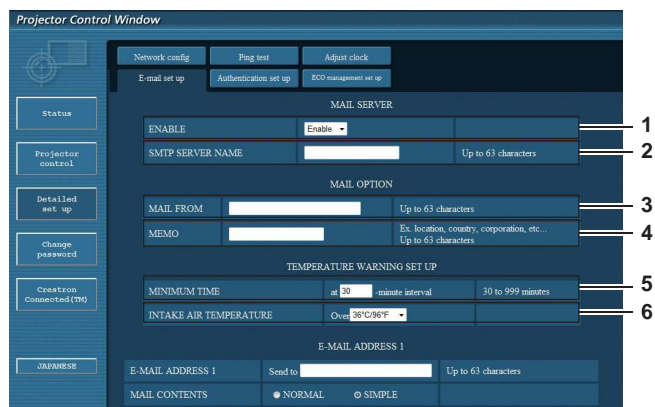 Projector Control Window
Network config
Ping test
Adjust clock
E-mail set up
Authentication set up
ECO management set up
Status
Projector
control
Detailed
set up
Change
password
Crestron
Connected(TM)
JAPANESE
MAIL SERVER
ENABLE Enable 1
SMTP SERVER NAME Up to 63 characters 2
MAIL OPTION
MAIL FROM Up to 63 characters 3
MEMO Ex. location, country, corporation, etc... 4
Up to 63 characters
TEMPERATURE WARNING SET UP
MINIMUM TIME at 30 -minute interval 30 to 999 minutes 5
INTAKE AIR TEMPERATURE Over 36°C/96°F 6
E-MAIL ADDRESS 1
E-MAIL ADDRESS 1 Send to Up to 63 characters
MAIL CONTENTS NORMAL SIMPLE